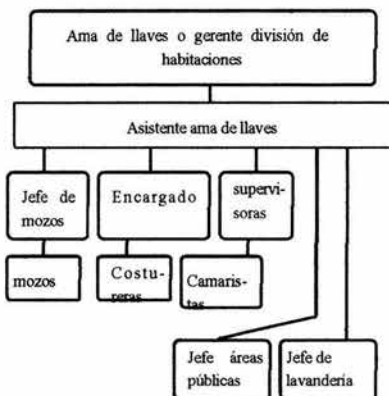 Ama de llaves o gerente división de
habitaciones
Asistente ama de llaves
Jefe de
mozos
Encargado
supervi-
soras
mozos
Costu-
reras
Camaris-
tas
Jefe áreas
públicas
Jefe de
lavandería